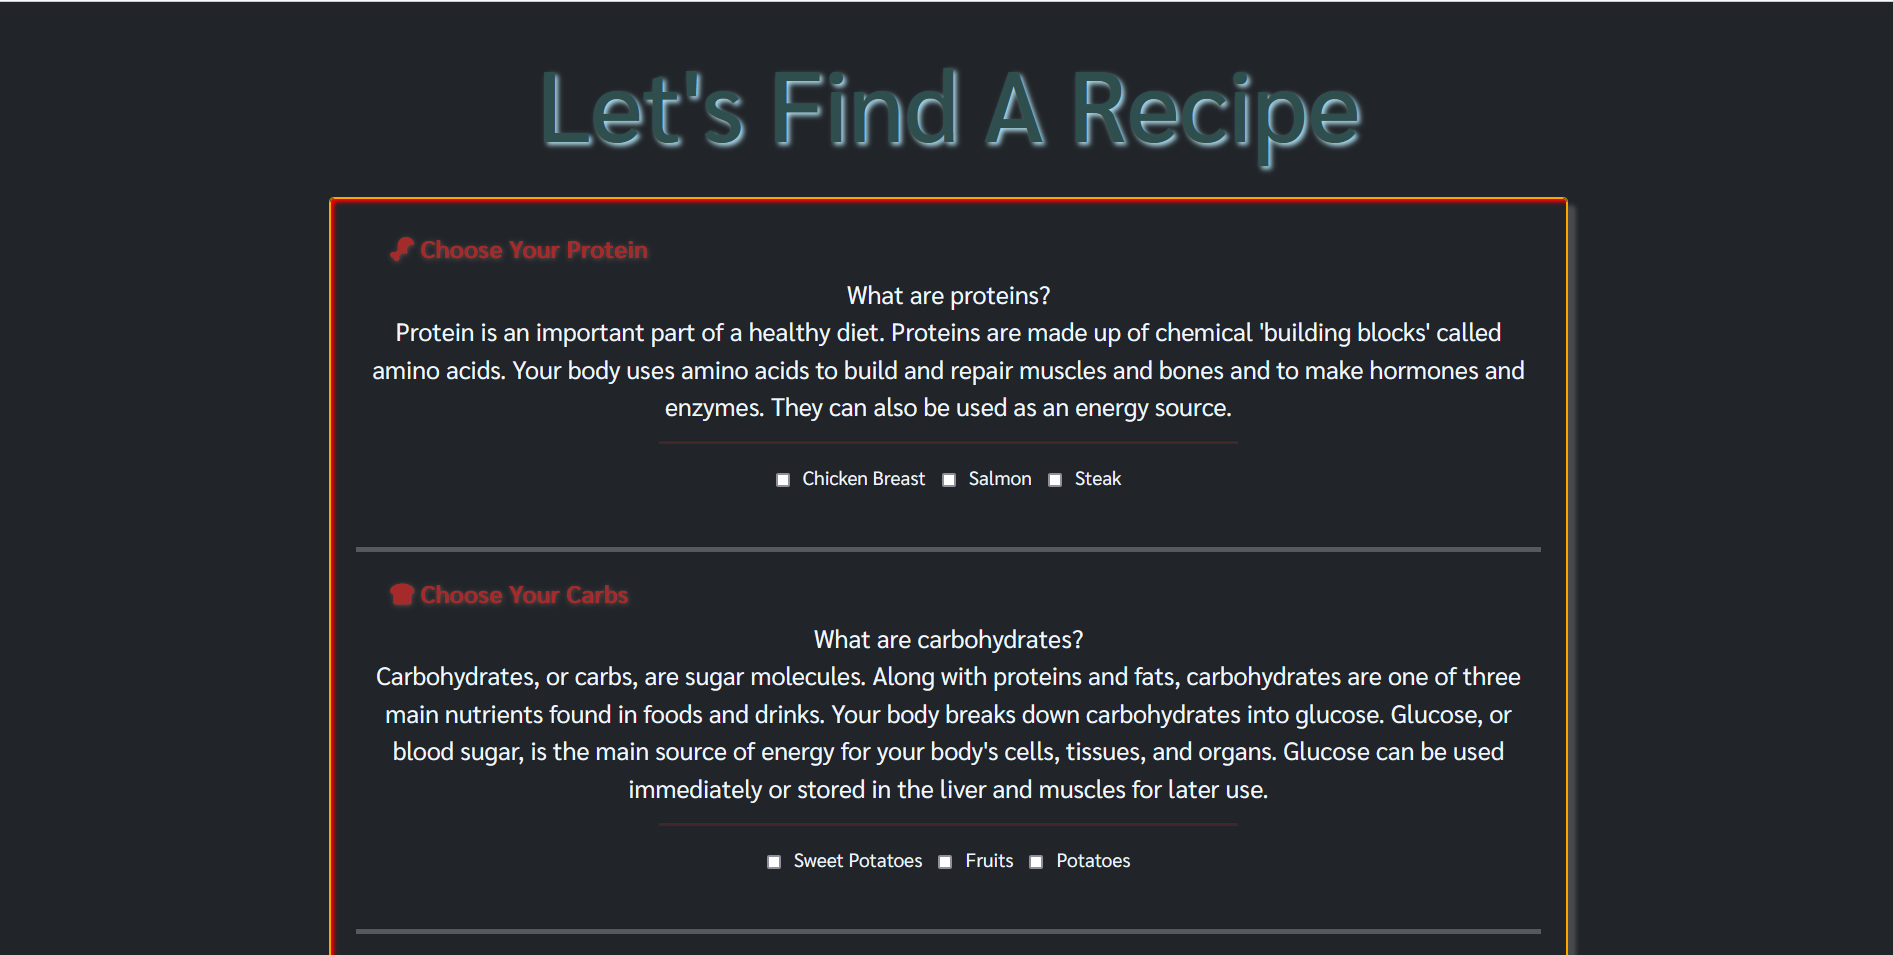 Let's Find A Recipe
Choose Your Protein
What are proteins?
Protein is an important part of a healthy diet. Proteins are made up of chemical 'building blocks' called
amino acids. Your body uses amino acids to build and repair muscles and bones and to make hormones and
enzymes. They can also be used as an energy source.
Chicken Breast Salmon Steak
Choose Your Carbs
What are carbohydrates?
Carbohydrates, or carbs, are sugar molecules. Along with proteins and fats, carbohydrates are one of three
main nutrients found in foods and drinks. Your body breaks down carbohydrates into glucose. Glucose, or
blood sugar, is the main source of energy for your body's cells, tissues, and organs. Glucose can be used
immediately or stored in the liver and muscles for later use.
Sweet Potatoes Fruits Potatoes